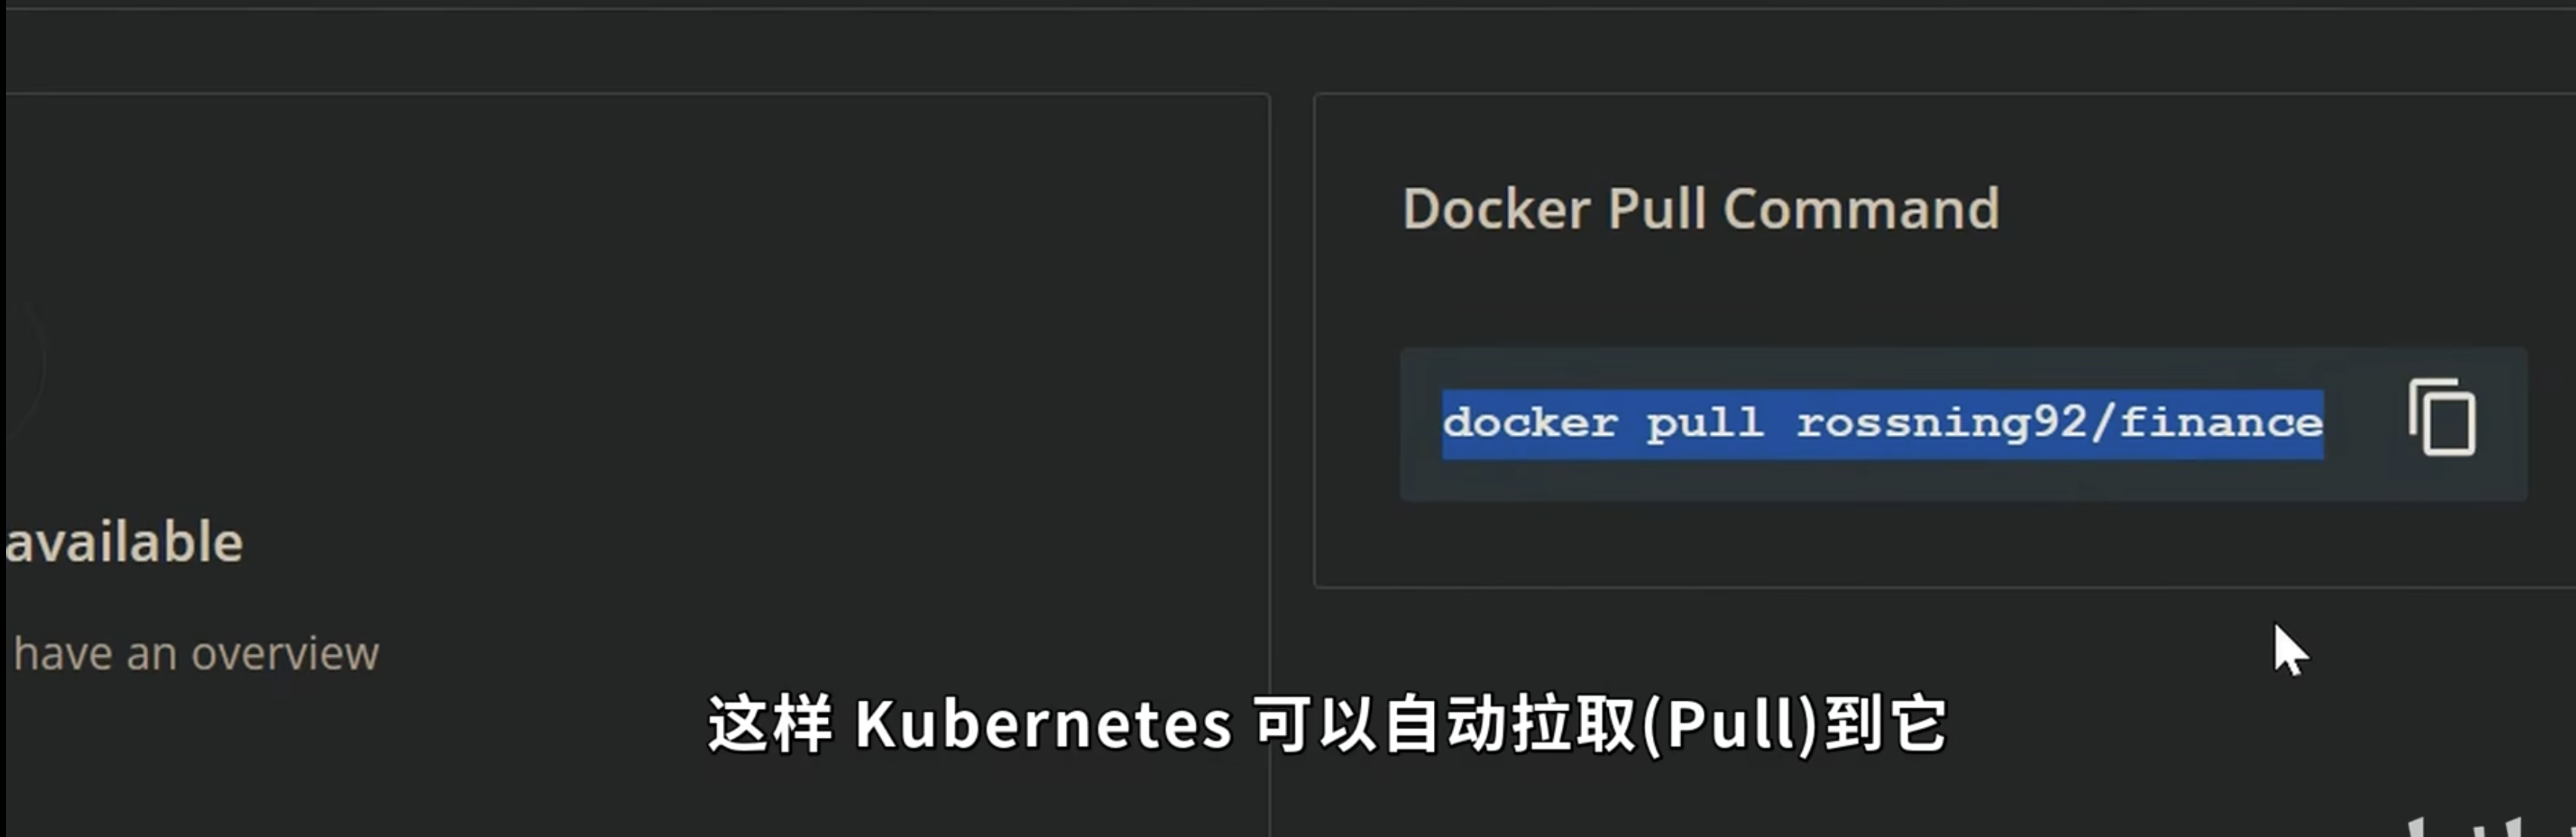 Docker Pull Command
docker pull rossning92/finance
available
have an overview
这样 Kubernetes 可以自动拉取(Pull)到它